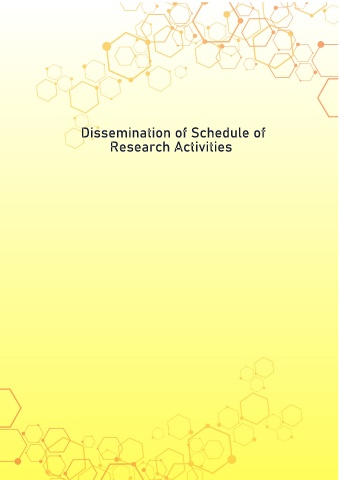 Dissemination of Schedule of
Research Activities